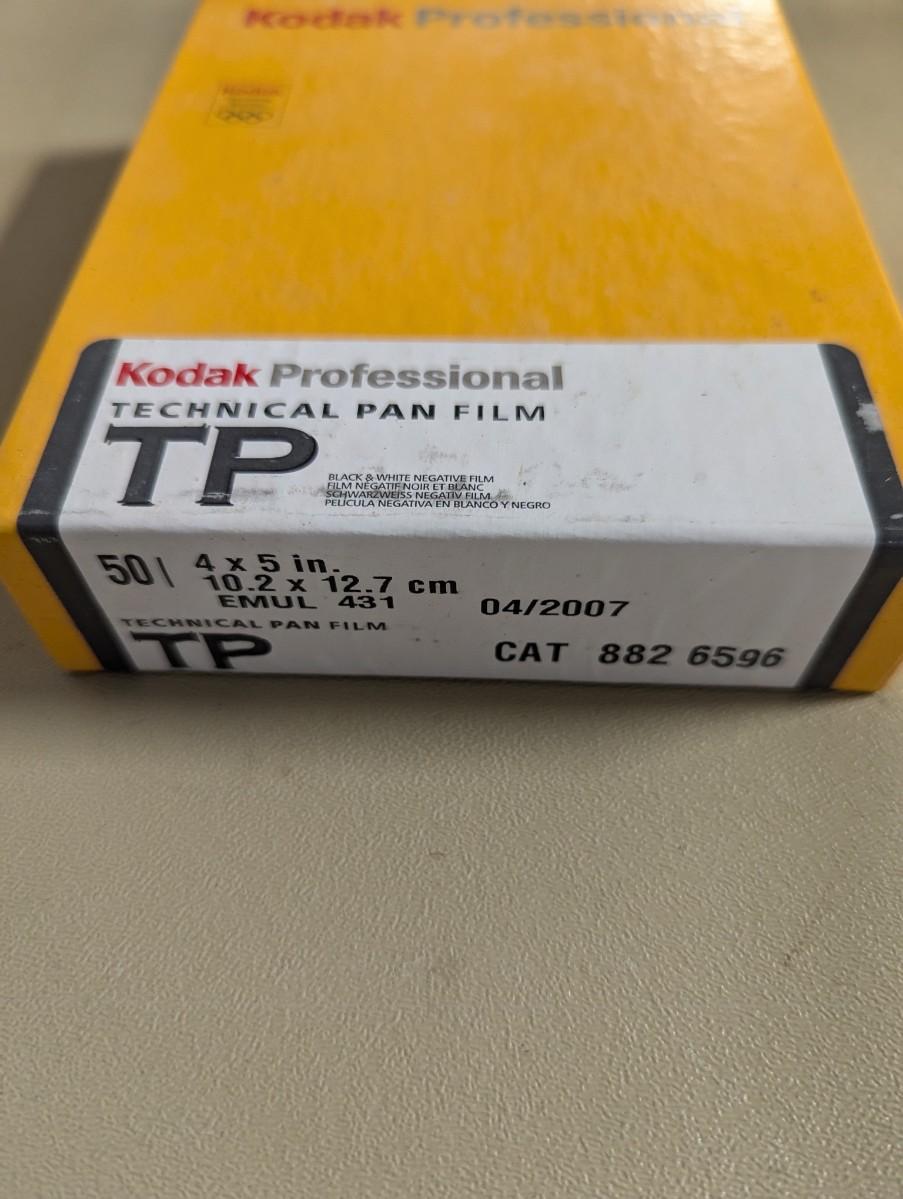 Kodak Professional
Kodak
Kodak Professional
TECHNICAL PAN FILM
TP
BLACK & WHITE NEGATIVE FILM
FILM NÉGATIF NOIR ET BLANC
SCHWARZWEISS NEGATIV FILM
PELICULA NEGATIVA EN BLANCO Y NEGRO
50 4 x 5 in.
10.2 x 12.7 cm
EMUL 431 04/2007
TECHNICAL PAN FILM
TP CAT 882 6596